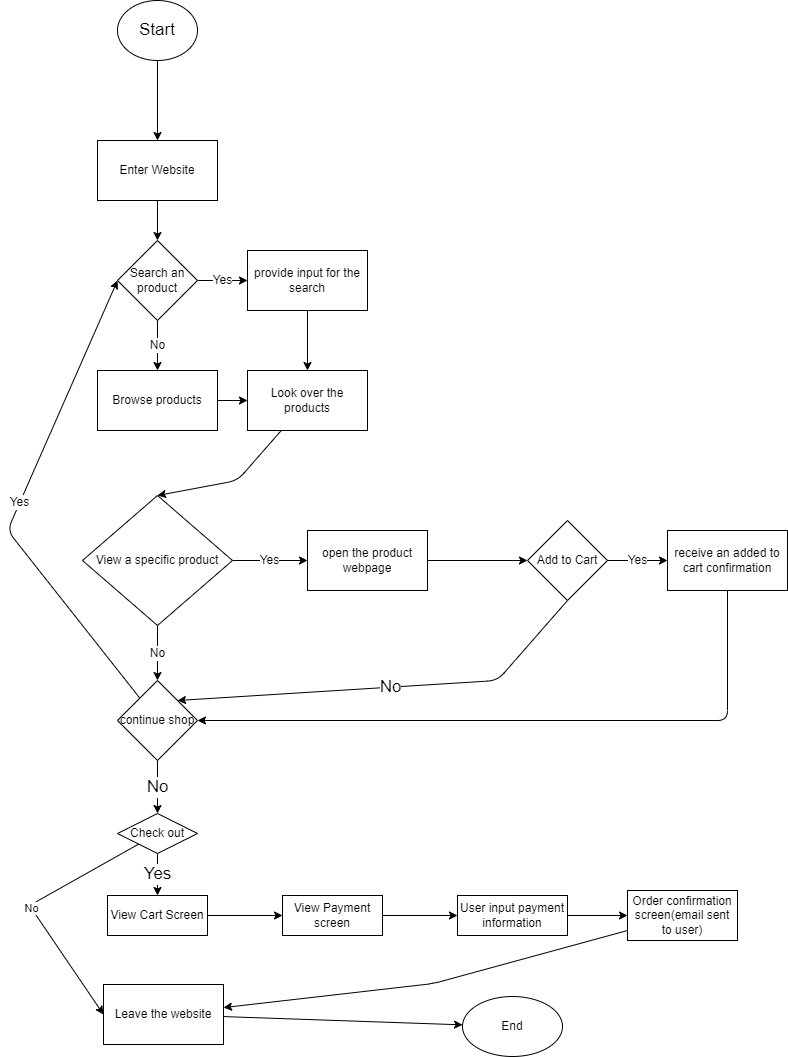 Start
Enter Website
Search an
product
Yes
provide input for the
search
No
Browse products
Look over the
products
Yes
View a specific product
Yes
open the product
webpage
Add to Cart
Yes
receive an added to
cart confirmation
No
No
continue shop
No
Check out
Yes
No
View Cart Screen
View Payment
screen
User input payment
information
Order confirmation
screen(email sent
to user)
Leave the website
End